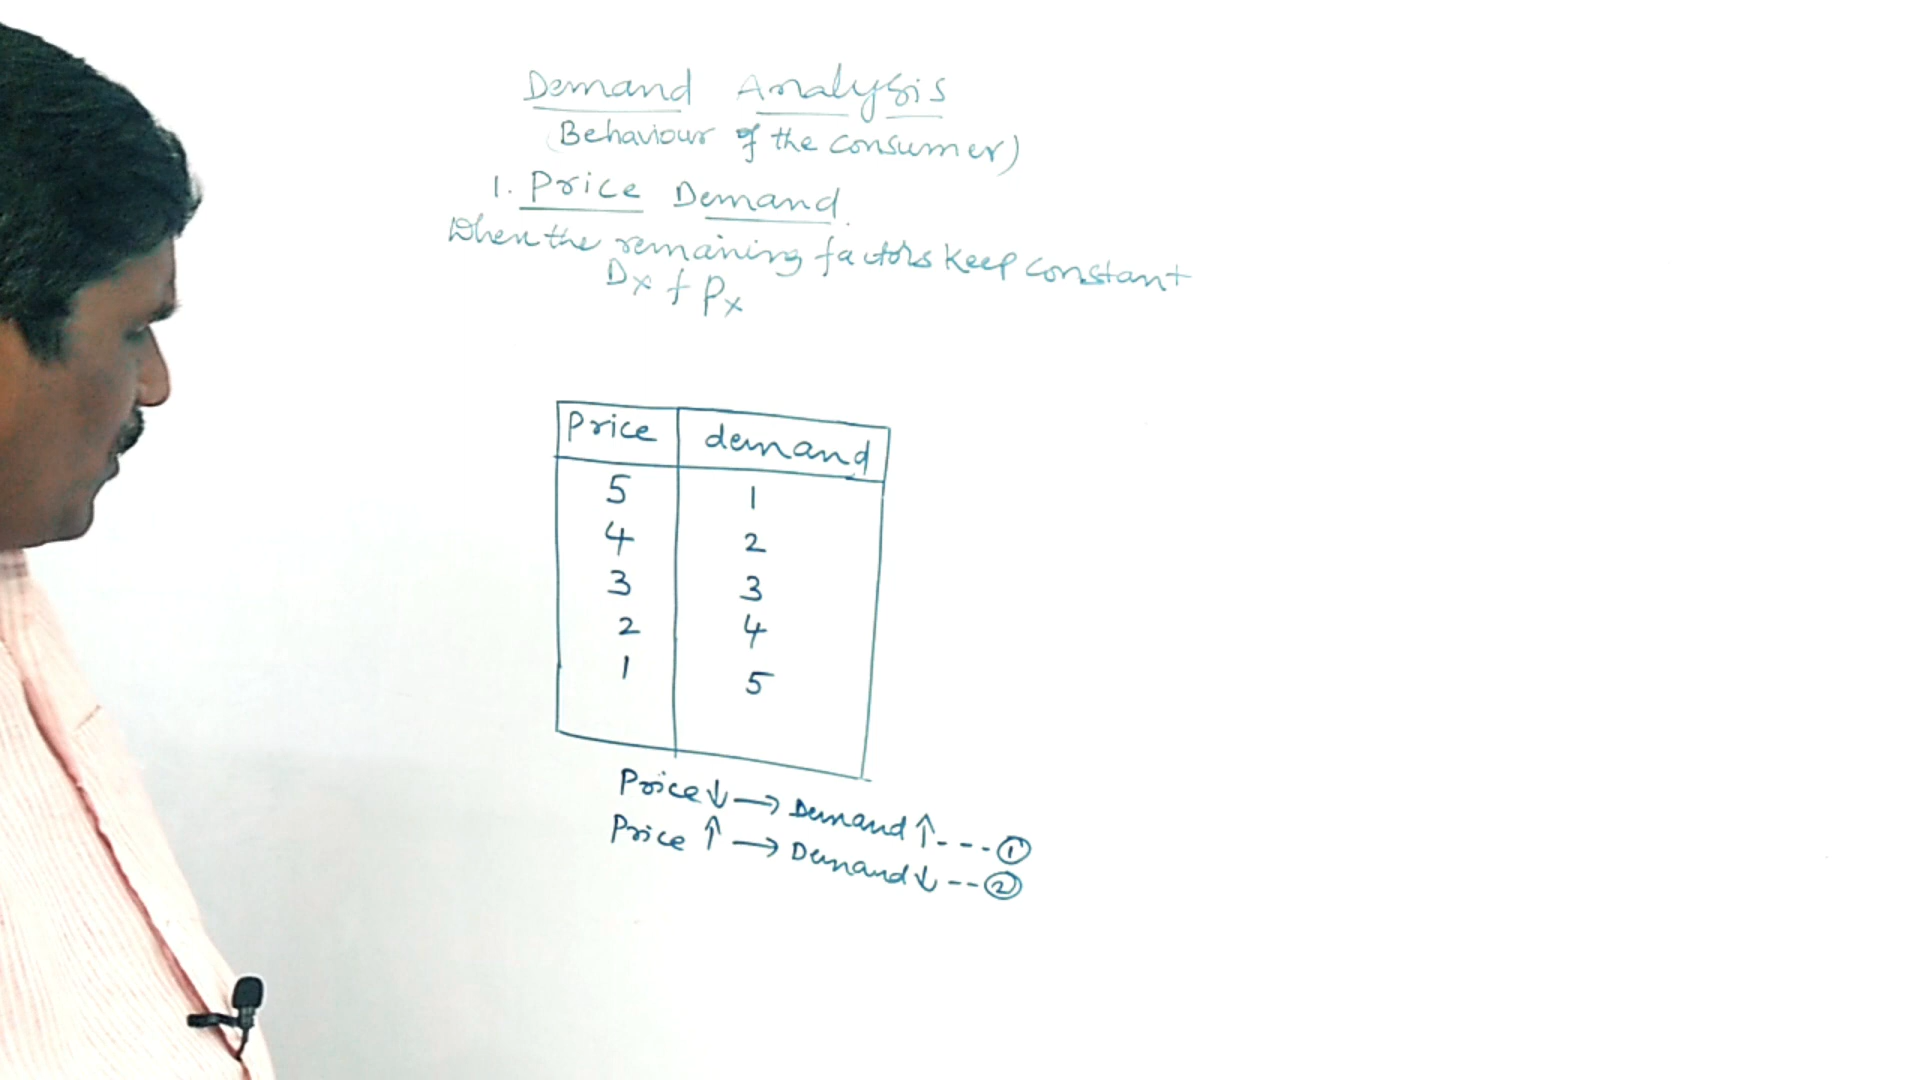 Demand Analysis
(Behaviour of the consumer)
1. Price Demand.
When the remaining factors keep constant
Dx f Px
Price demand
5 1
4 2
3 3
2 4
1 5
Price ↓ → Demand ↑ --- ①
Price ↑ → Demand ↓ -- ②